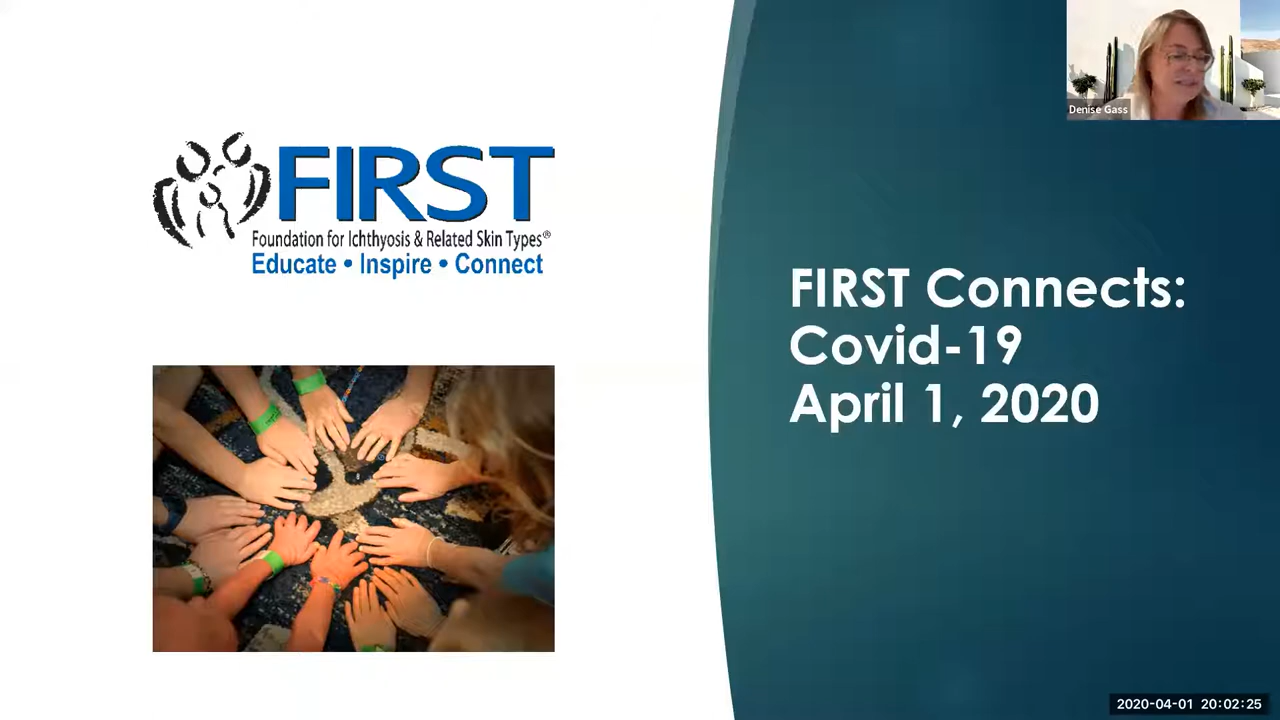 FIRST
Foundation for Ichthyosis & Related Skin Types®
Educate • Inspire • Connect
Denise Gass
FIRST Connects:
Covid-19
April 1, 2020
2020-04-01 20:02:25